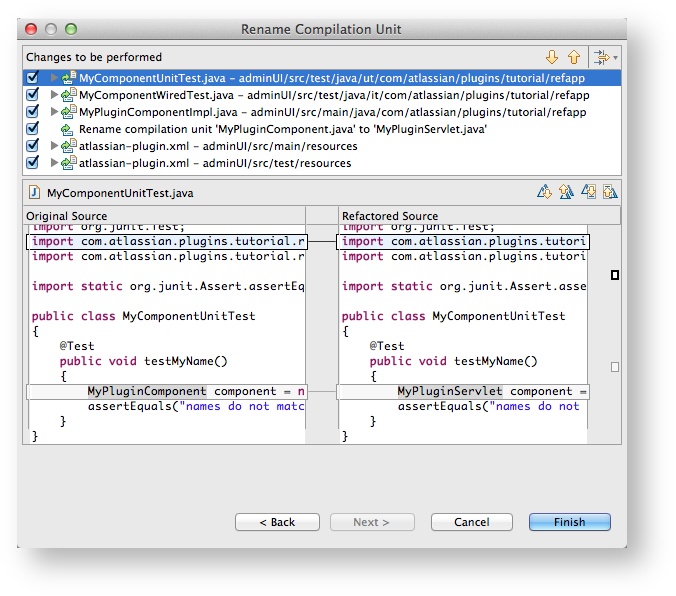 Rename Compilation Unit
Changes to be performed
MyComponentUnitTest.java – adminUI/src/test/java/ut/com/atlassian/plugins/tutorial/refapp
MyComponentWiredTest.java – adminUI/src/test/java/it/com/atlassian/plugins/tutorial/refapp
MyPluginComponentImpl.java – adminUI/src/main/java/com/atlassian/plugins/tutorial/refapp
Rename compilation unit 'MyPluginComponent.java' to 'MyPluginServlet.java'
atlassian-plugin.xml – adminUI/src/main/resources
atlassian-plugin.xml – adminUI/src/test/resources
MyComponentUnitTest.java
Original Source
import org.junit.Test;
import com.atlassian.plugins.tutorial.r
import com.atlassian.plugins.tutorial.r
import static org.junit.Assert.assertEq
public class MyComponentUnitTest
{
@Test
public void testMyName()
{
MyPluginComponent component = n
assertEquals("names do not matc
}
}
Refactored Source
import org.junit.Test;
import com.atlassian.plugins.tutori
import com.atlassian.plugins.tutori
import static org.junit.Assert.asse
public class MyComponentUnitTest
{
@Test
public void testMyName()
{
MyPluginServlet component =
assertEquals("names do not
}
}
< Back
Next >
Cancel
Finish